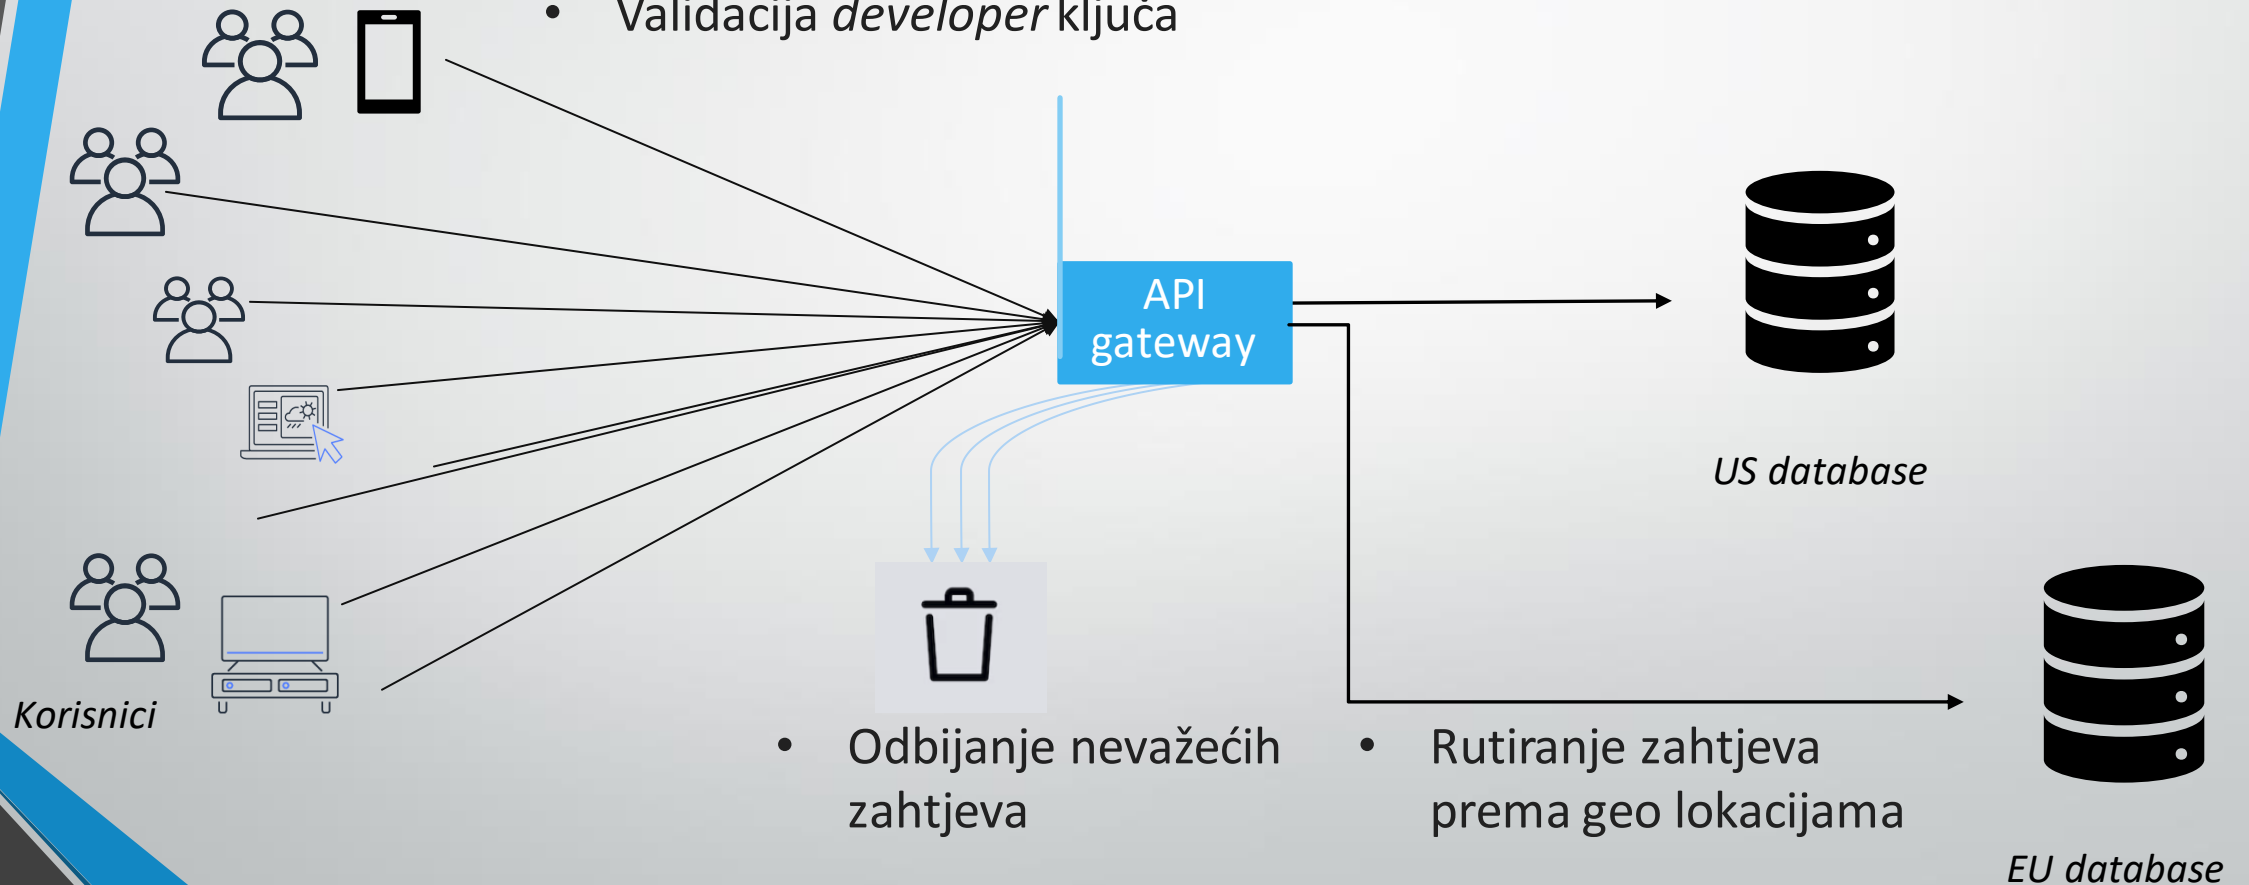 • Validacija developer ključa
API
gateway
US database
Korisnici
• Odbijanje nevažećih
zahtjeva
• Rutiranje zahtjeva
prema geo lokacijama
EU database